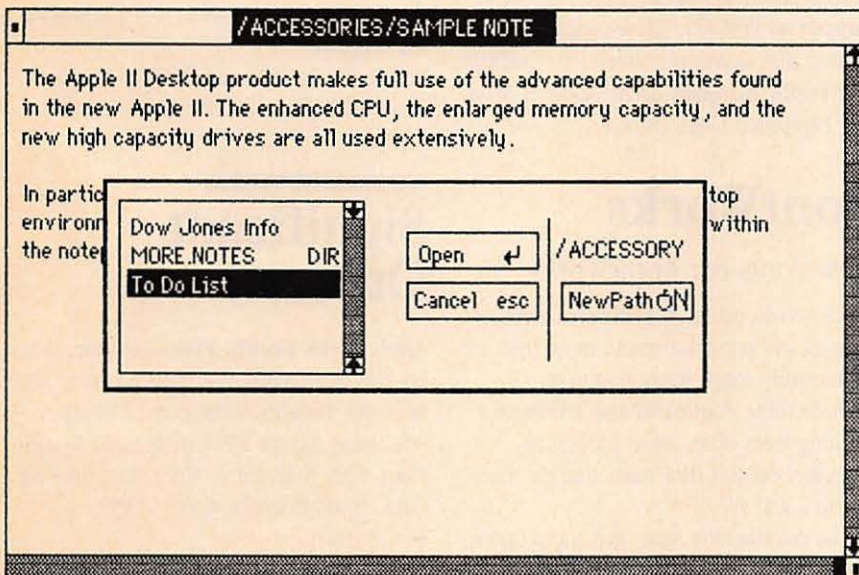 /ACCESSORIES/SAMPLE NOTE
The Apple II Desktop product makes full use of the advanced capabilities found
in the new Apple II. The enhanced CPU, the enlarged memory capacity, and the
new high capacity drives are all used extensively.
In partic
top
environm
within
the note
Dow Jones Info
MORE.NOTES DIR
To Do List
Open
Cancel esc
/ACCESSORY
NewPath N